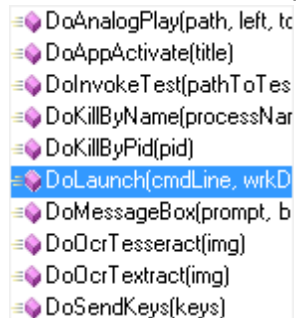 DoAnalogPlay(path, left, to
DoAppActivate(title)
DoInvokeTest(pathToTes
DoKillByName(processNar
DoKillByPid(pid)
DoLaunch(cmdLine, wrkD
DoMessageBox(prompt, b
DoOcrTesseract(img)
DoOcrTextract(img)
DoSendKeys(keys)